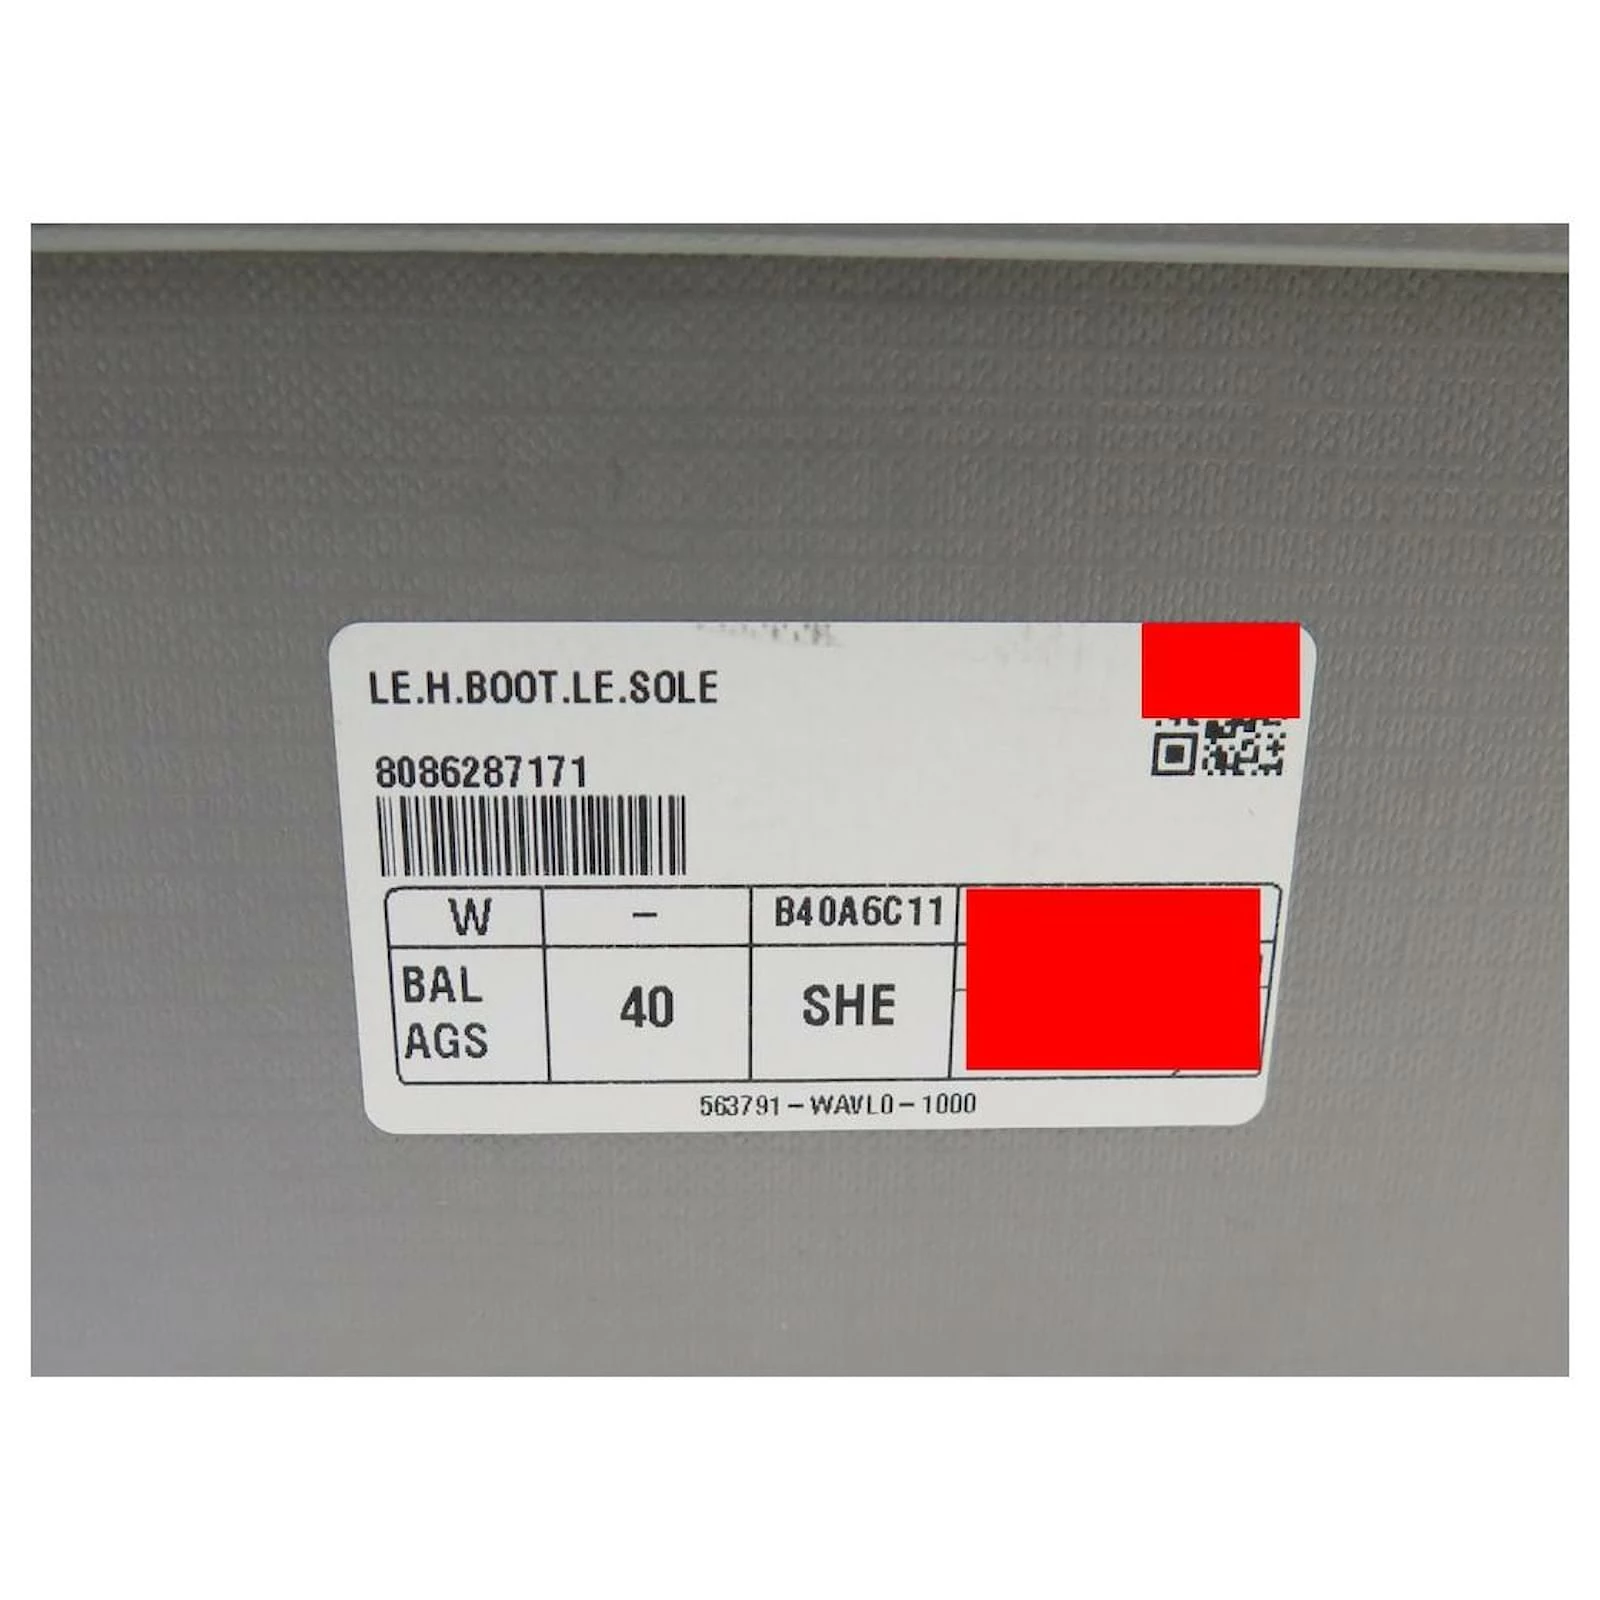 LE.H.BOOT.LE.SOLE
8086287171
W
-
B40A6C11
BAL
AGS
40
SHE
563791-WAVL0-1000